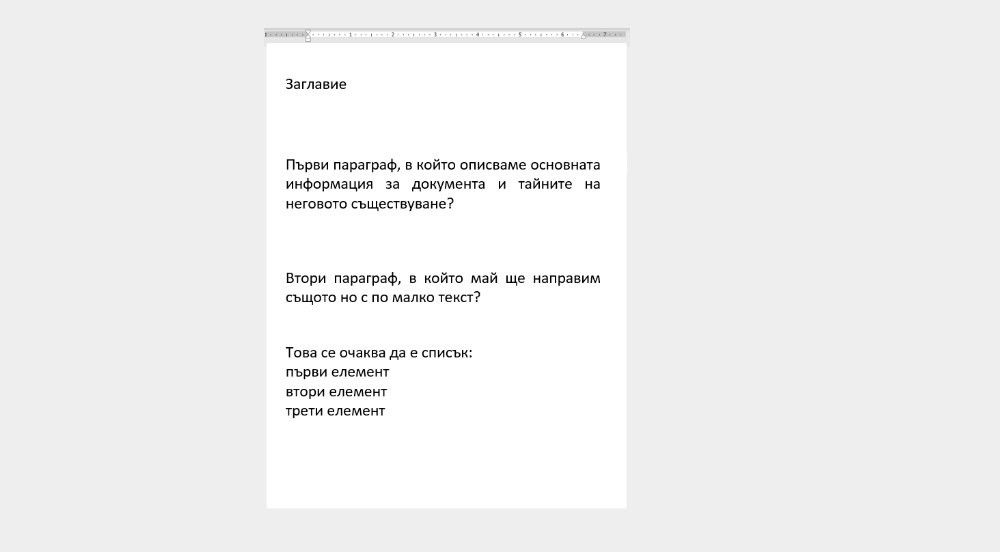 Заглавие
Първи параграф, в който описваме основната
информация за документа и тайните на
неговото съществуване?
Втори параграф, в който май ще направим
същото но с по малко текст?
Това се очаква да е списък:
първи елемент
втори елемент
трети елемент